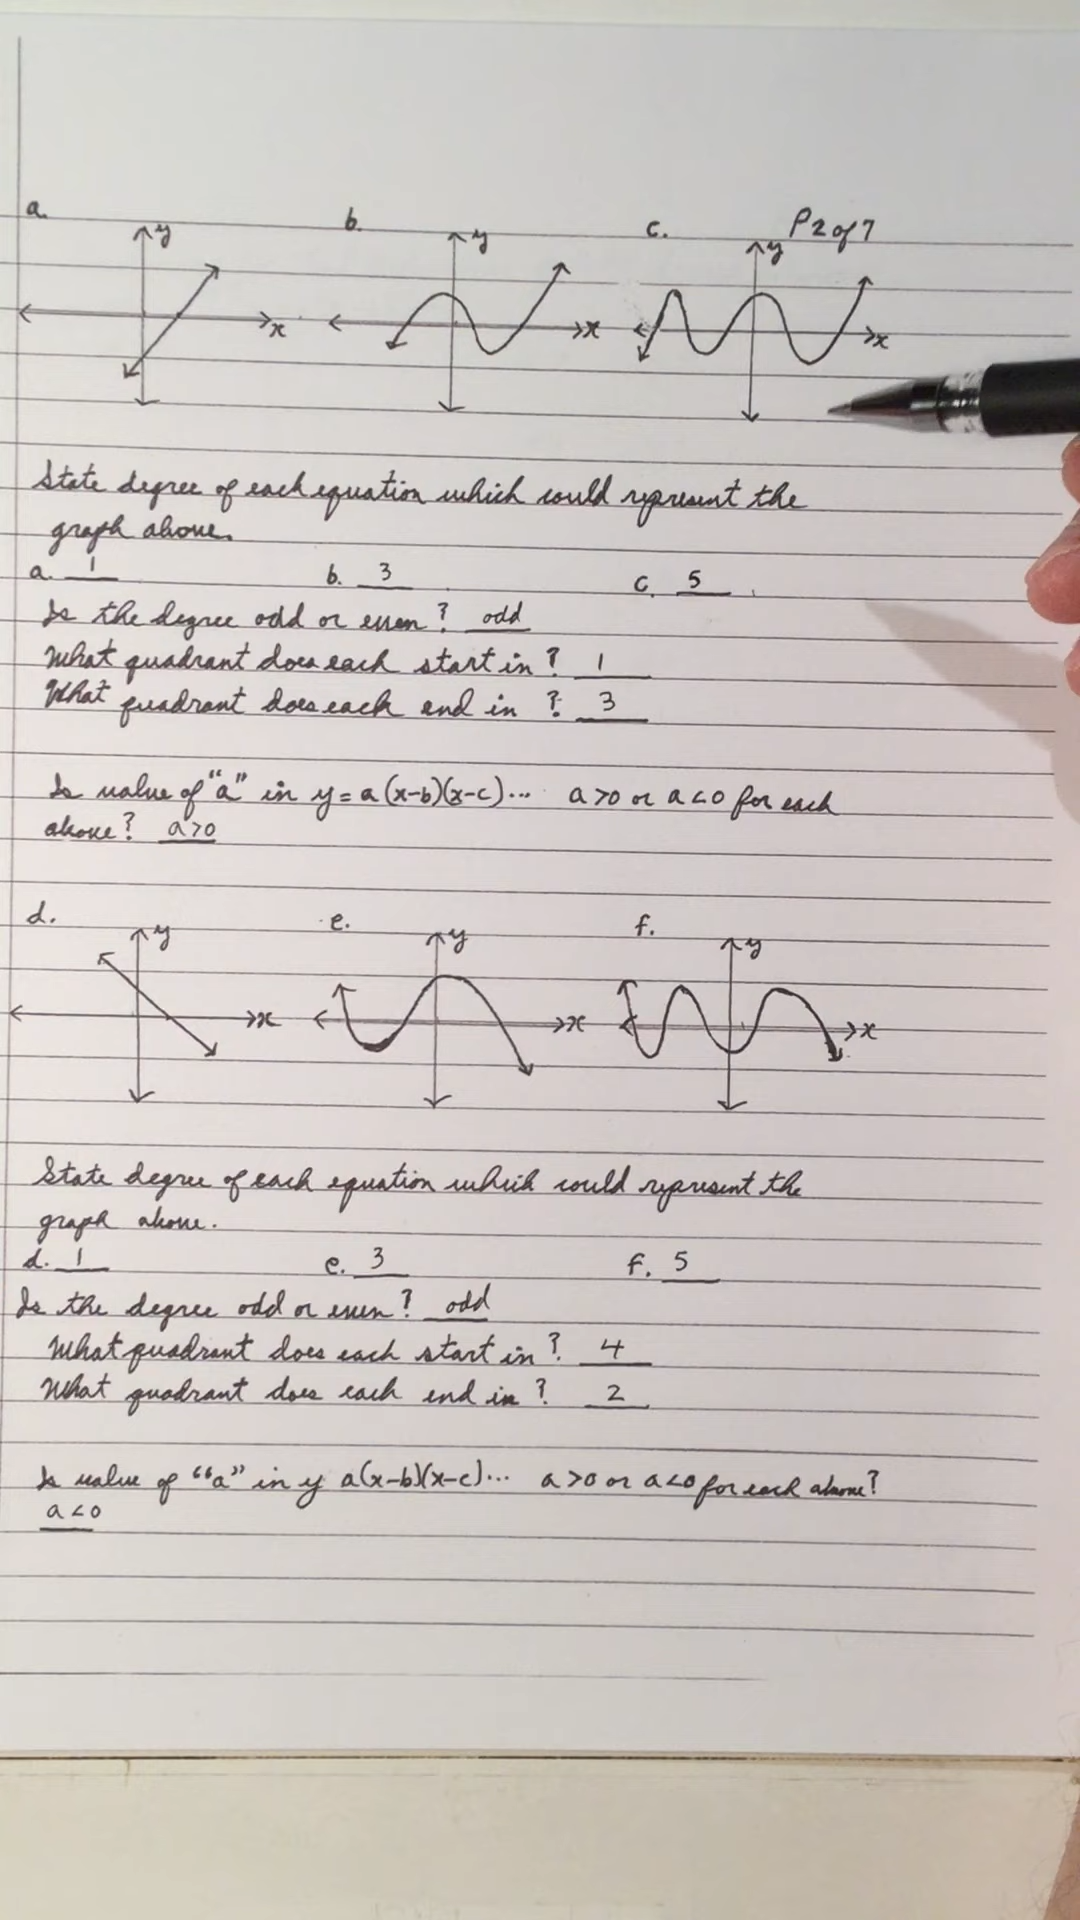 a. b. c. P2 of 7
y y y
x x x
State degree of each equation which could represent the
graph above.
a. 1 b. 3 c. 5
Is the degree odd or even? odd
What quadrant does each start in? 1
What quadrant does each end in? 3
Is value of "a" in y=a(x-b)(x-c)... a>0 or a<0 for each
above? a>0
d. e. f.
y y y
x x x
State degree of each equation which could represent the
graph above.
d. 1 e. 3 f. 5
Is the degree odd or even? odd
What quadrant does each start in? 4
What quadrant does each end in? 2
Is value of "a" in y a(x-b)(x-c)... a>0 or a<0 for each above?
a<0